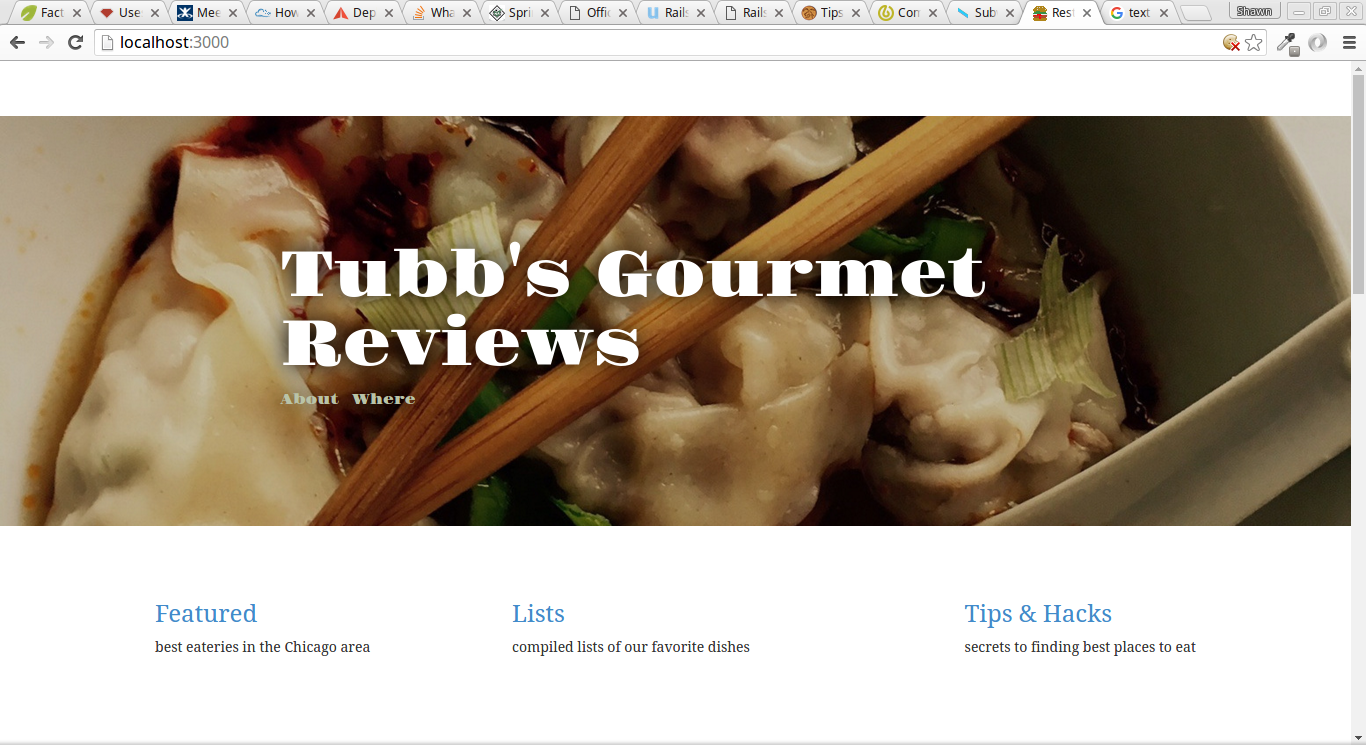 Fact
Use
Mee
How
Dep
Wha
Spri
Offic
Rails
Rails
Tips
Con
Sub
Rest
text
Shawn
localhost:3000
Tubb's Gourmet
Reviews
About Where
Featured
Lists
Tips & Hacks
best eateries in the Chicago area
compiled lists of our favorite dishes
secrets to finding best places to eat